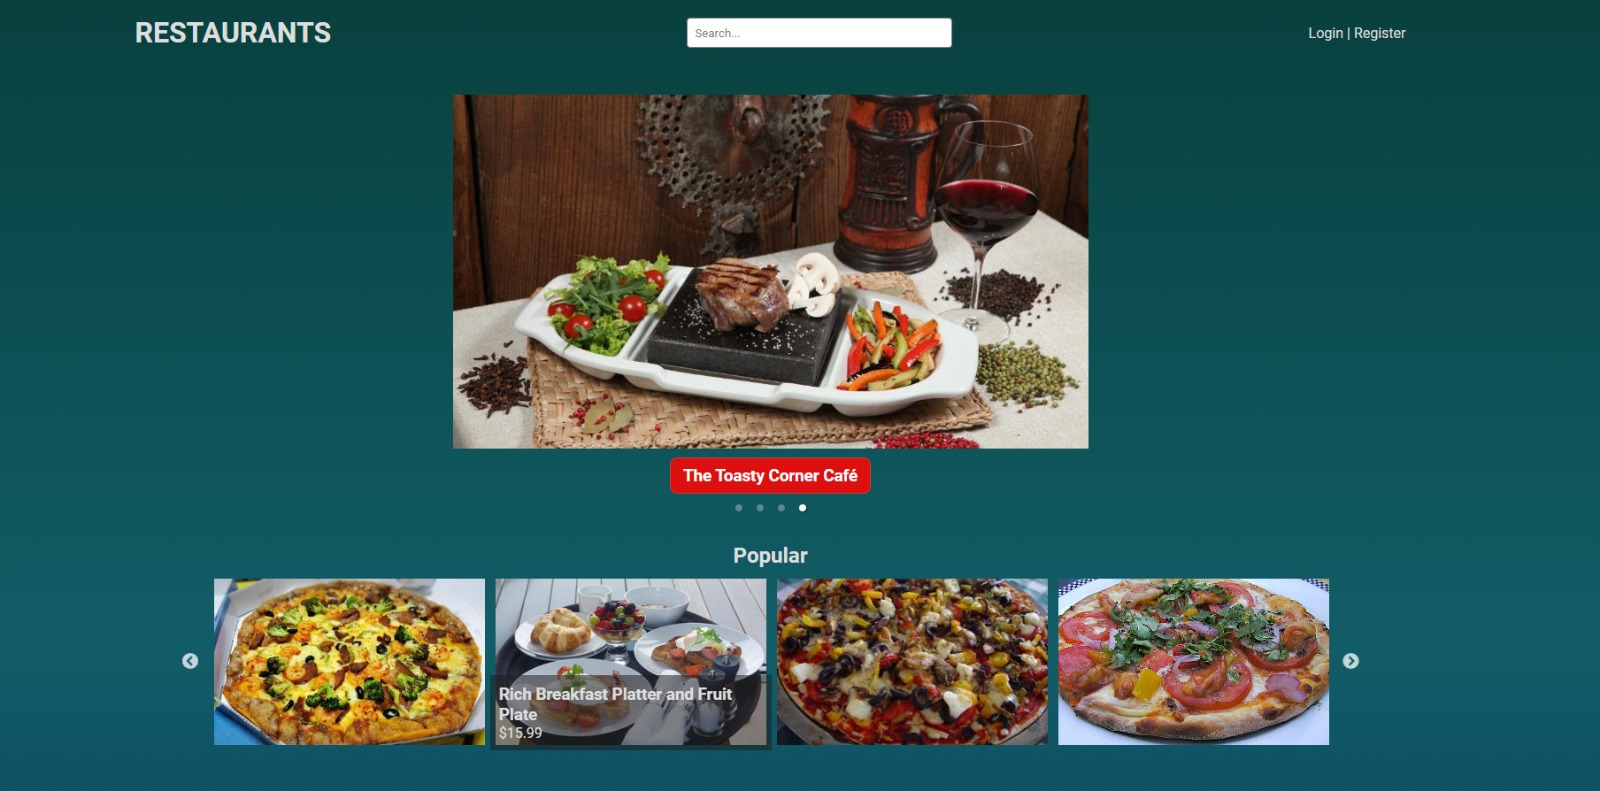 RESTAURANTS
Search...
Login | Register
The Toasty Corner Café
Popular
Rich Breakfast Platter and Fruit
Plate
$15.99